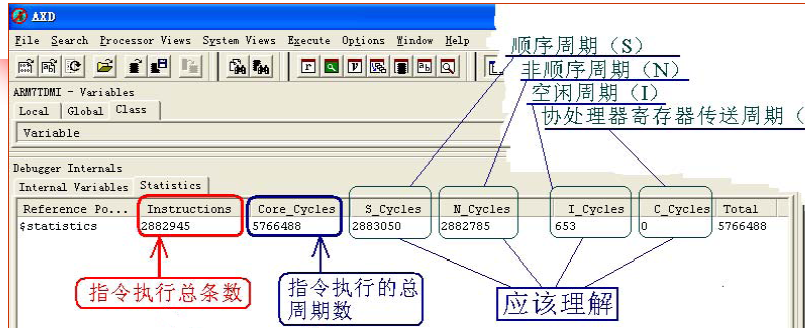 AXD
File Search Processor Views System Views Execute Options Window Help
顺序周期（S）
非顺序周期（N）
空闲周期（I）
协处理器寄存器传送周期（
ARM7TDMI - Variables
Local Global Class
Variable
Debugger Internals
Internal Variables Statistics
Reference Po... Instructions Core_Cycles S_Cycles N_Cycles I_Cycles C_Cycles Total
$statistics 2882945 5766488 2883050 2882785 653 0 5766488
指令执行总条数
指令执行的总
周期数
应该理解